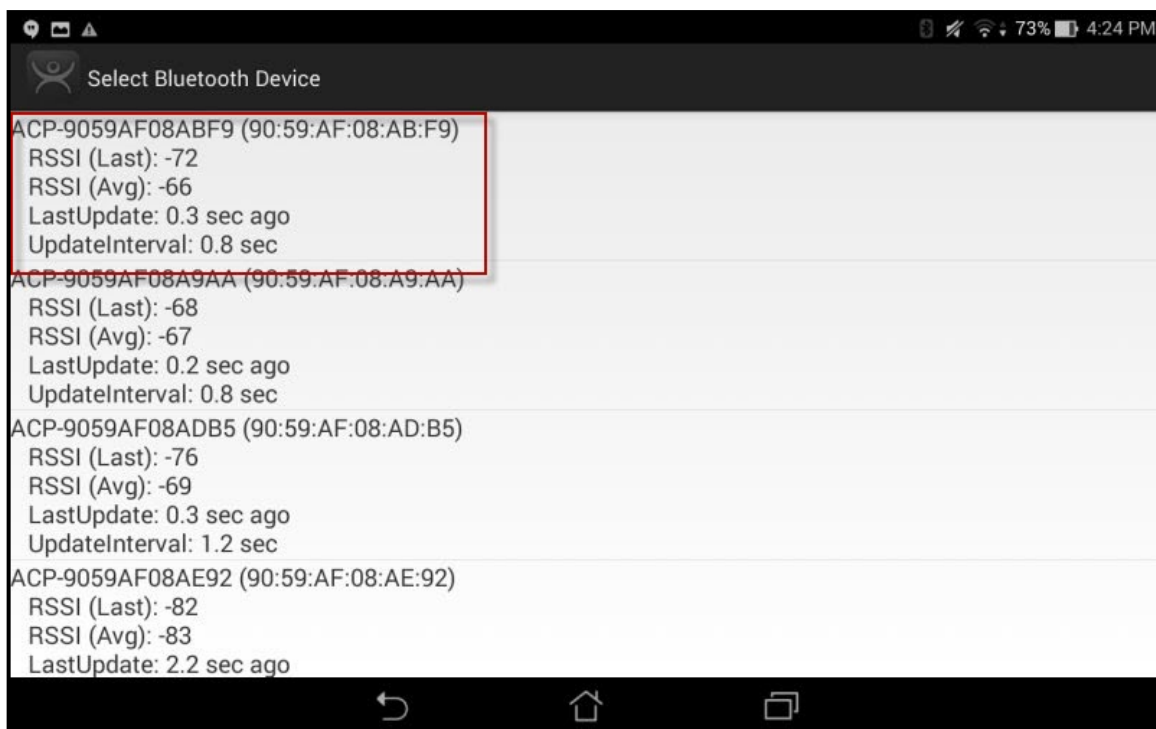 73% 4:24 PM
Select Bluetooth Device
ACP-9059AF08ABF9 (90:59:AF:08:AB:F9)
RSSI (Last): -72
RSSI (Avg): -66
LastUpdate: 0.3 sec ago
UpdateInterval: 0.8 sec
ACP-9059AF08A9AA (90:59:AF:08:A9:AA)
RSSI (Last): -68
RSSI (Avg): -67
LastUpdate: 0.2 sec ago
UpdateInterval: 0.8 sec
ACP-9059AF08ADB5 (90:59:AF:08:AD:B5)
RSSI (Last): -76
RSSI (Avg): -69
LastUpdate: 0.3 sec ago
UpdateInterval: 1.2 sec
ACP-9059AF08AE92 (90:59:AF:08:AE:92)
RSSI (Last): -82
RSSI (Avg): -83
LastUpdate: 2.2 sec ago